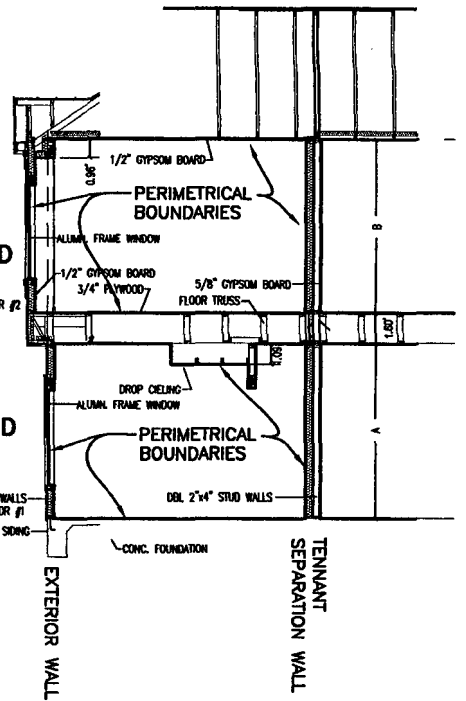 1/2" GYPSOM BOARD
0.96'
PERIMETRICAL
BOUNDARIES
B
D
ALUMN. FRAME WINDOW
1/2" GYPSOM BOARD
3/4" PLYWOOD
5/8" GYPSOM BOARD
FLOOR TRUSS
#2
1.60'
DROP CIELING
ALUMN. FRAME WINDOW
D
PERIMETRICAL
BOUNDARIES
A
WALLS
#1
DBL 2"x4" STUD WALLS
SIDING
CONC. FOUNDATION
EXTERIOR WALL
TENNANT
SEPARATION WALL